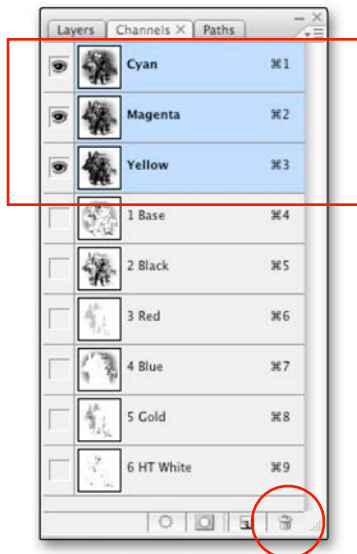 Layers Channels × Paths
Cyan ⌘1
Magenta ⌘2
Yellow ⌘3
1 Base ⌘4
2 Black ⌘5
3 Red ⌘6
4 Blue ⌘7
5 Gold ⌘8
6 HT White ⌘9